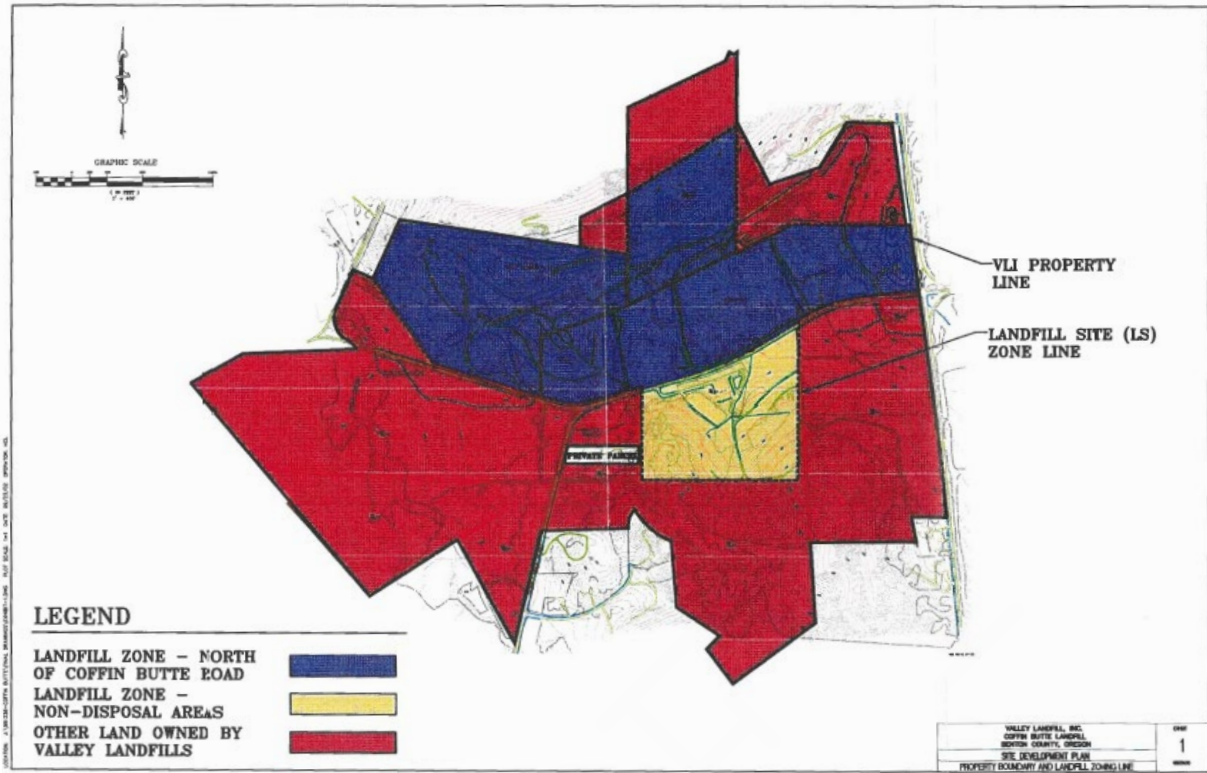 GRAPHIC SCALE
( IN FEET )
VLI PROPERTY
LINE
LANDFILL SITE (LS)
ZONE LINE
PRIVATE
LEGEND
LANDFILL ZONE - NORTH
OF COFFIN BUTTE ROAD
LANDFILL ZONE -
NON-DISPOSAL AREAS
OTHER LAND OWNED BY
VALLEY LANDFILLS
VALLEY LANDFILL, INC.
COFFIN BUTTE LANDFILL
BENTON COUNTY, OREGON
SITE DEVELOPMENT PLAN
PROPERTY BOUNDARY AND LANDFILL ZONING LINE
1